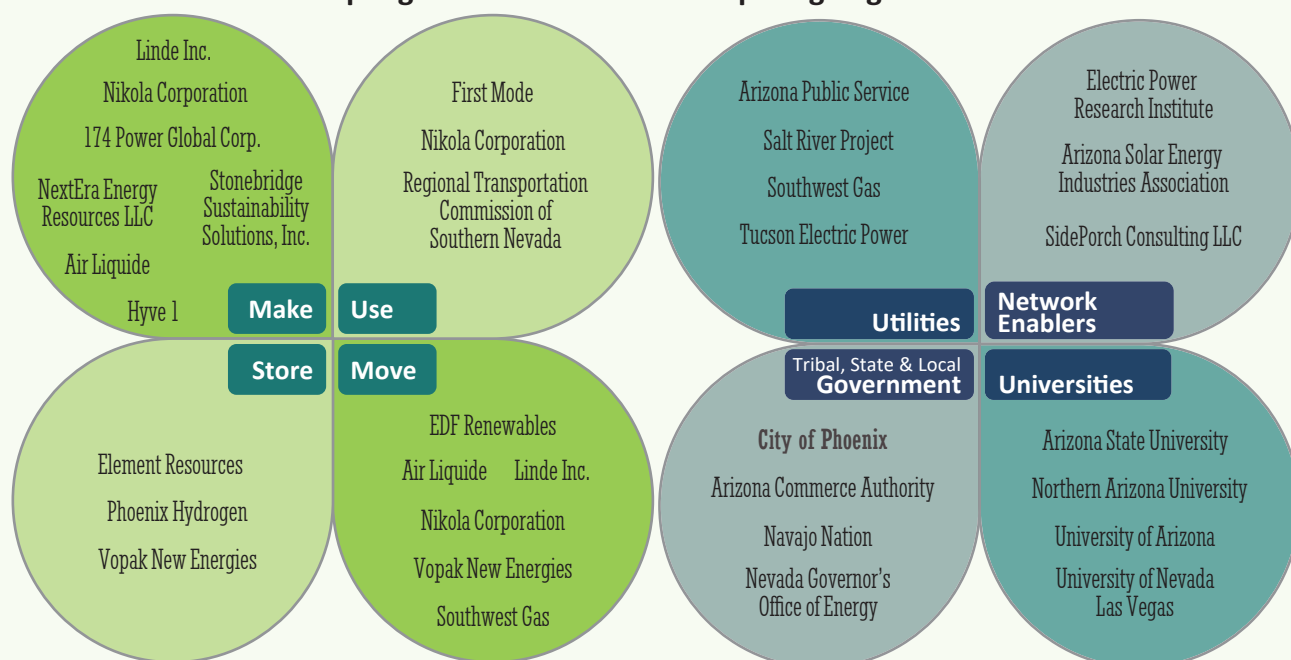 Linde Inc.
Nikola Corporation
174 Power Global Corp.
NextEra Energy
Resources LLC
Stonebridge
Sustainability
Solutions, Inc.
Air Liquide
Hyve 1
Make
First Mode
Nikola Corporation
Regional Transportation
Commission of
Southern Nevada
Use
Store
Element Resources
Phoenix Hydrogen
Vopak New Energies
Move
EDF Renewables
Air Liquide Linde Inc.
Nikola Corporation
Vopak New Energies
Southwest Gas
Arizona Public Service
Salt River Project
Southwest Gas
Tucson Electric Power
Utilities
Electric Power
Research Institute
Arizona Solar Energy
Industries Association
SidePorch Consulting LLC
Network
Enablers
Tribal, State & Local
Government
City of Phoenix
Arizona Commerce Authority
Navajo Nation
Nevada Governor's
Office of Energy
Universities
Arizona State University
Northern Arizona University
University of Arizona
University of Nevada
Las Vegas